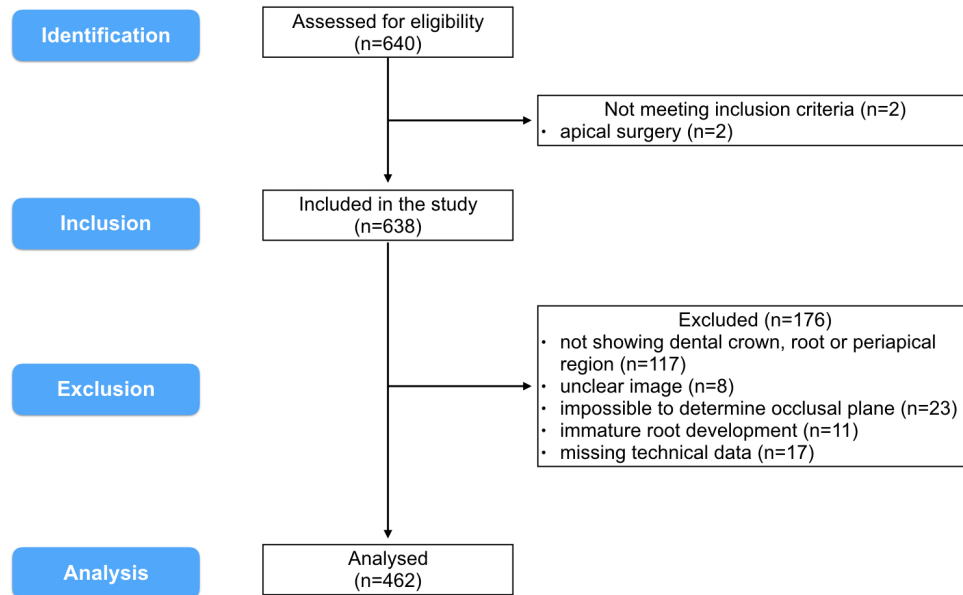 Identification
Assessed for eligibility
(n=640)
Not meeting inclusion criteria (n=2)
• apical surgery (n=2)
Inclusion
Included in the study
(n=638)
Exclusion
Excluded (n=176)
• not showing dental crown, root or periapical
region (n=117)
• unclear image (n=8)
• impossible to determine occlusal plane (n=23)
• immature root development (n=11)
• missing technical data (n=17)
Analysis
Analysed
(n=462)